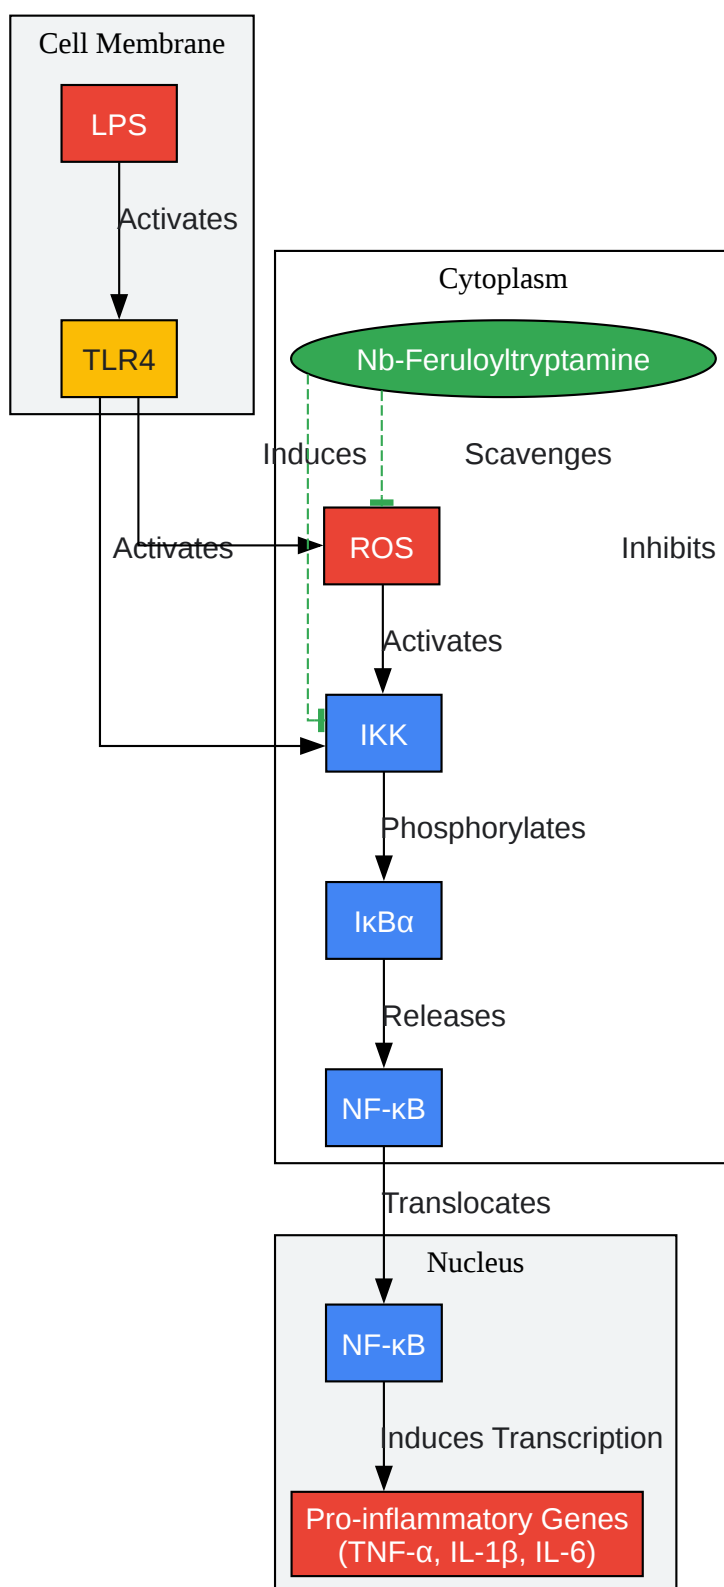 Cell Membrane
LPS
Activates
TLR4
Cytoplasm
Nb-Feruloyltryptamine
Induces
Scavenges
Activates
ROS
Inhibits
Activates
IKK
Phosphorylates
IκBα
Releases
NF-κB
Translocates
Nucleus
NF-κB
Induces Transcription
Pro-inflammatory Genes
(TNF-α, IL-1β, IL-6)